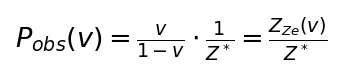 P_{obs}(v) = \frac{v}{1-v} \cdot \frac{1}{Z^*} = \frac{Z_{Ze}(v)}{Z^*}